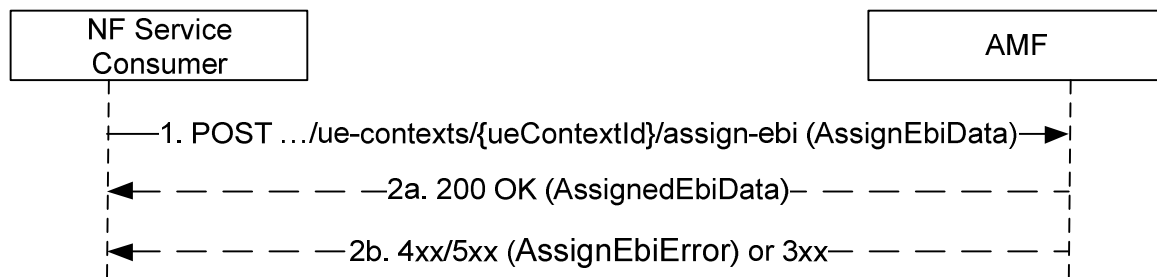 NF Service
Consumer
AMF
1. POST …/ue-contexts/{ueContextId}/assign-ebi (AssignEbiData)
2a. 200 OK (AssignedEbiData)
2b. 4xx/5xx (AssignEbiError) or 3xx